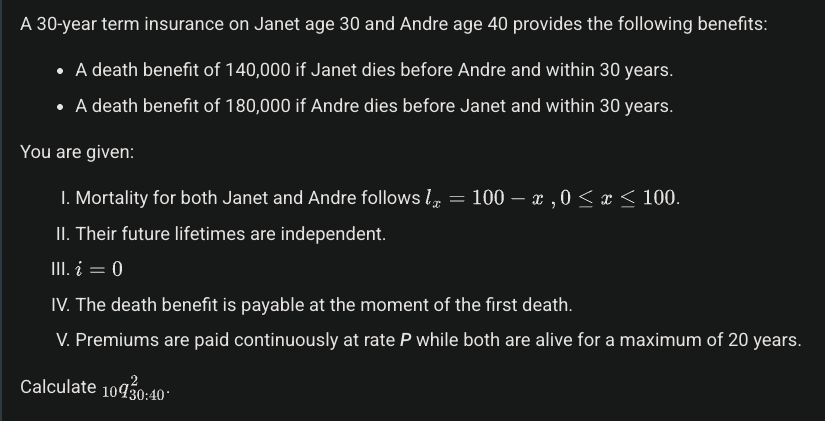 A 30-year term insurance on Janet age 30 and Andre age 40 provides the following benefits:
• A death benefit of 140,000 if Janet dies before Andre and within 30 years.
• A death benefit of 180,000 if Andre dies before Janet and within 30 years.
You are given:
I. Mortality for both Janet and Andre follows $l_x = 100 - x \, , 0 \leq x \leq 100$.
II. Their future lifetimes are independent.
III. $i = 0$
IV. The death benefit is payable at the moment of the first death.
V. Premiums are paid continuously at rate P while both are alive for a maximum of 20 years.
Calculate ${}_{10}q^{2}_{30:40}$.